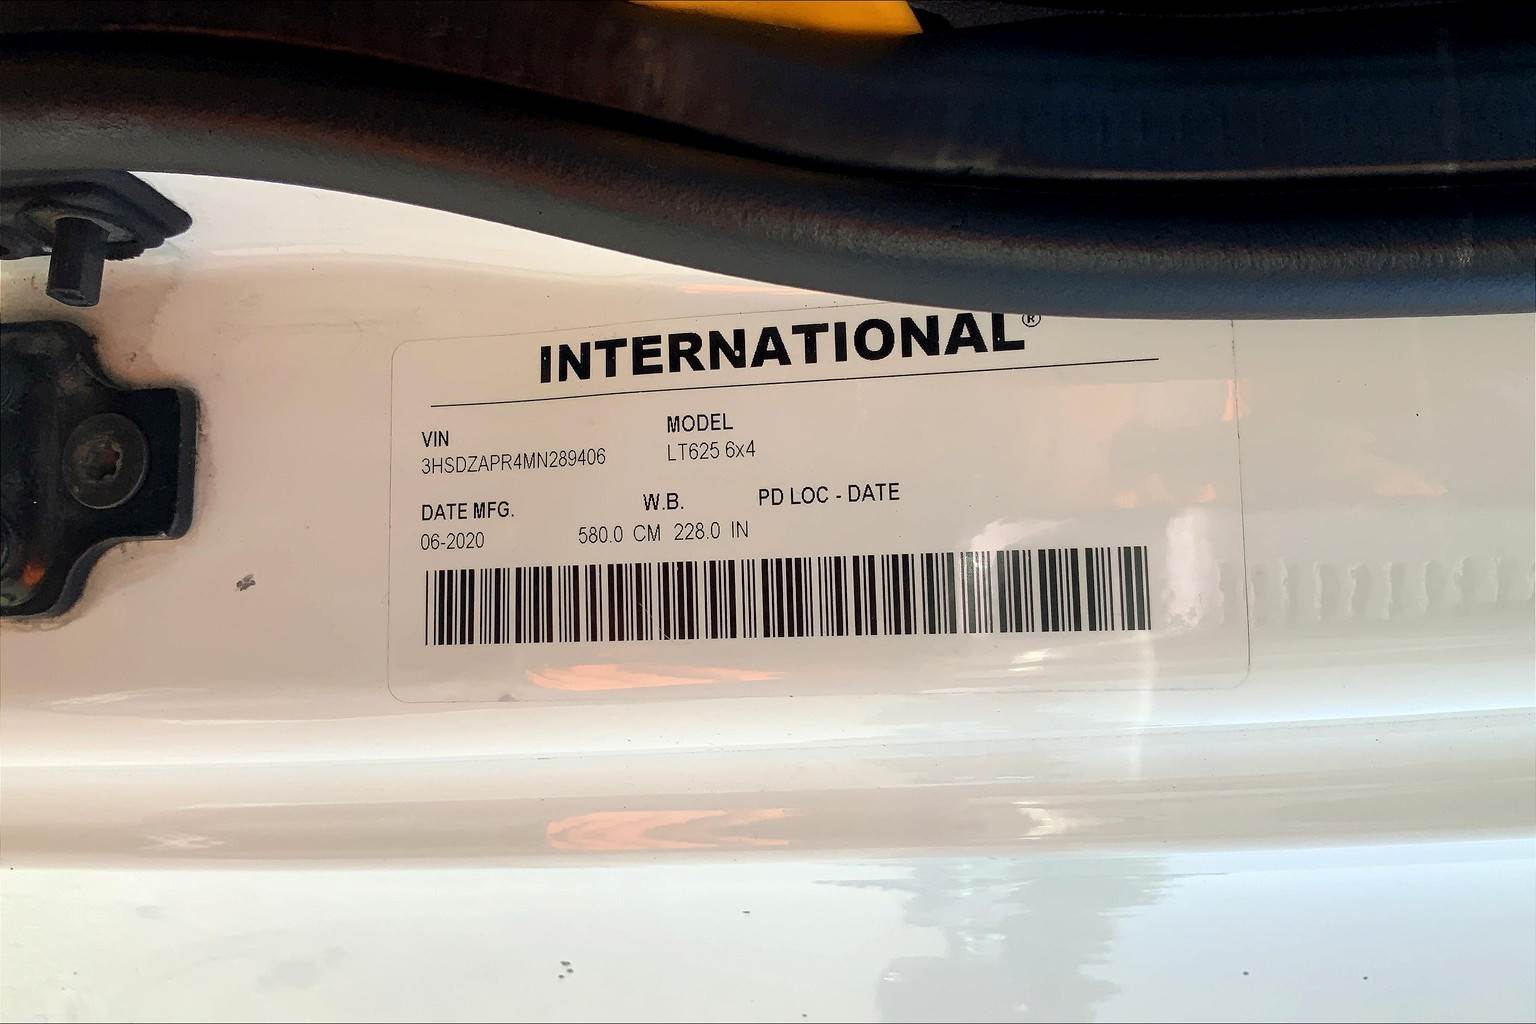 INTERNATIONAL®
VIN
3HSDZAPR4MN289406
MODEL
LT625 6x4
DATE MFG.
06-2020
W.B.
580.0 CM 228.0 IN
PD LOC - DATE